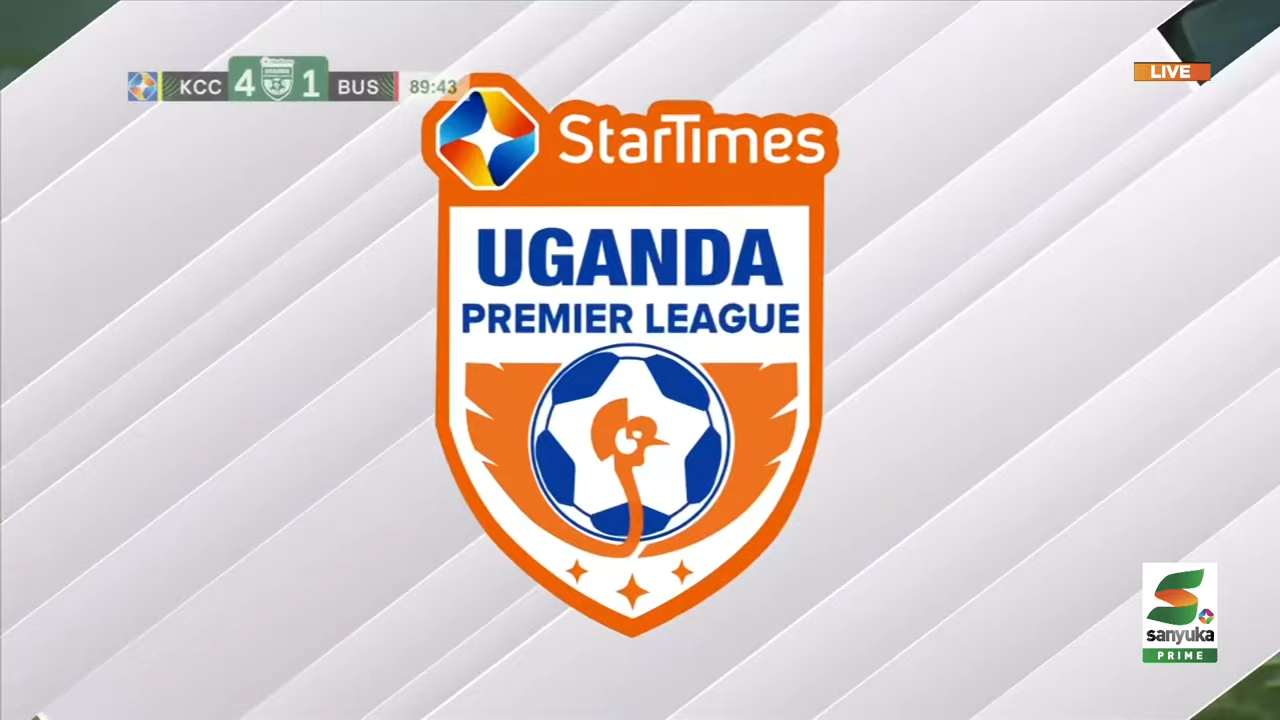 KCC 4 1 BUS 89:43
LIVE
StarTimes
UGANDA
PREMIER LEAGUE
sanyuka
PRIME